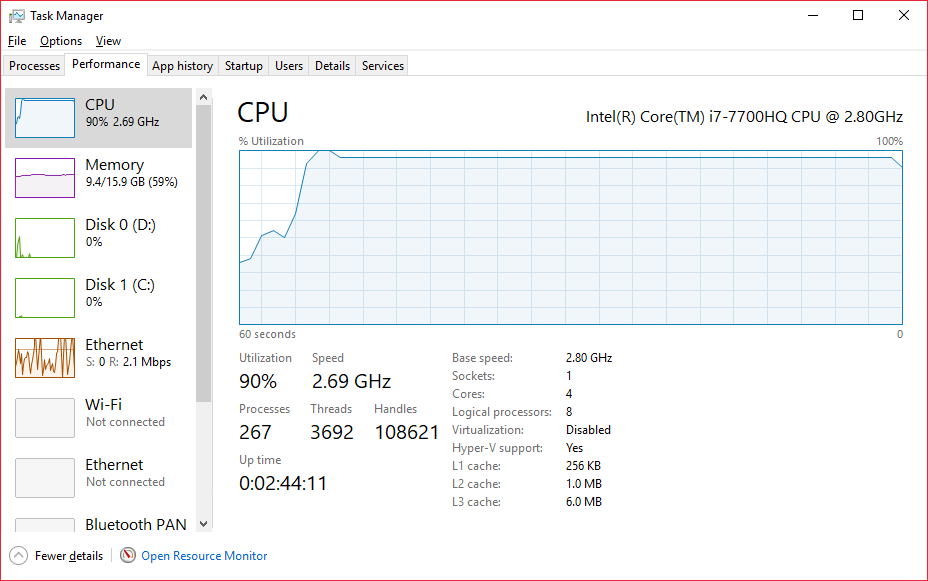 Task Manager
File Options View
Processes Performance App history Startup Users Details Services
CPU
90% 2.69 GHz
Memory
9.4/15.9 GB (59%)
Disk 0 (D:)
0%
Disk 1 (C:)
0%
Ethernet
S: 0 R: 2.1 Mbps
Wi-Fi
Not connected
Ethernet
Not connected
Bluetooth PAN
CPU Intel(R) Core(TM) i7-7700HQ CPU @ 2.80GHz
% Utilization 100%
60 seconds 0
Utilization Speed
90% 2.69 GHz
Processes Threads Handles
267 3692 108621
Up time
0:02:44:11
Base speed: 2.80 GHz
Sockets: 1
Cores: 4
Logical processors: 8
Virtualization: Disabled
Hyper-V support: Yes
L1 cache: 256 KB
L2 cache: 1.0 MB
L3 cache: 6.0 MB
Fewer details Open Resource Monitor